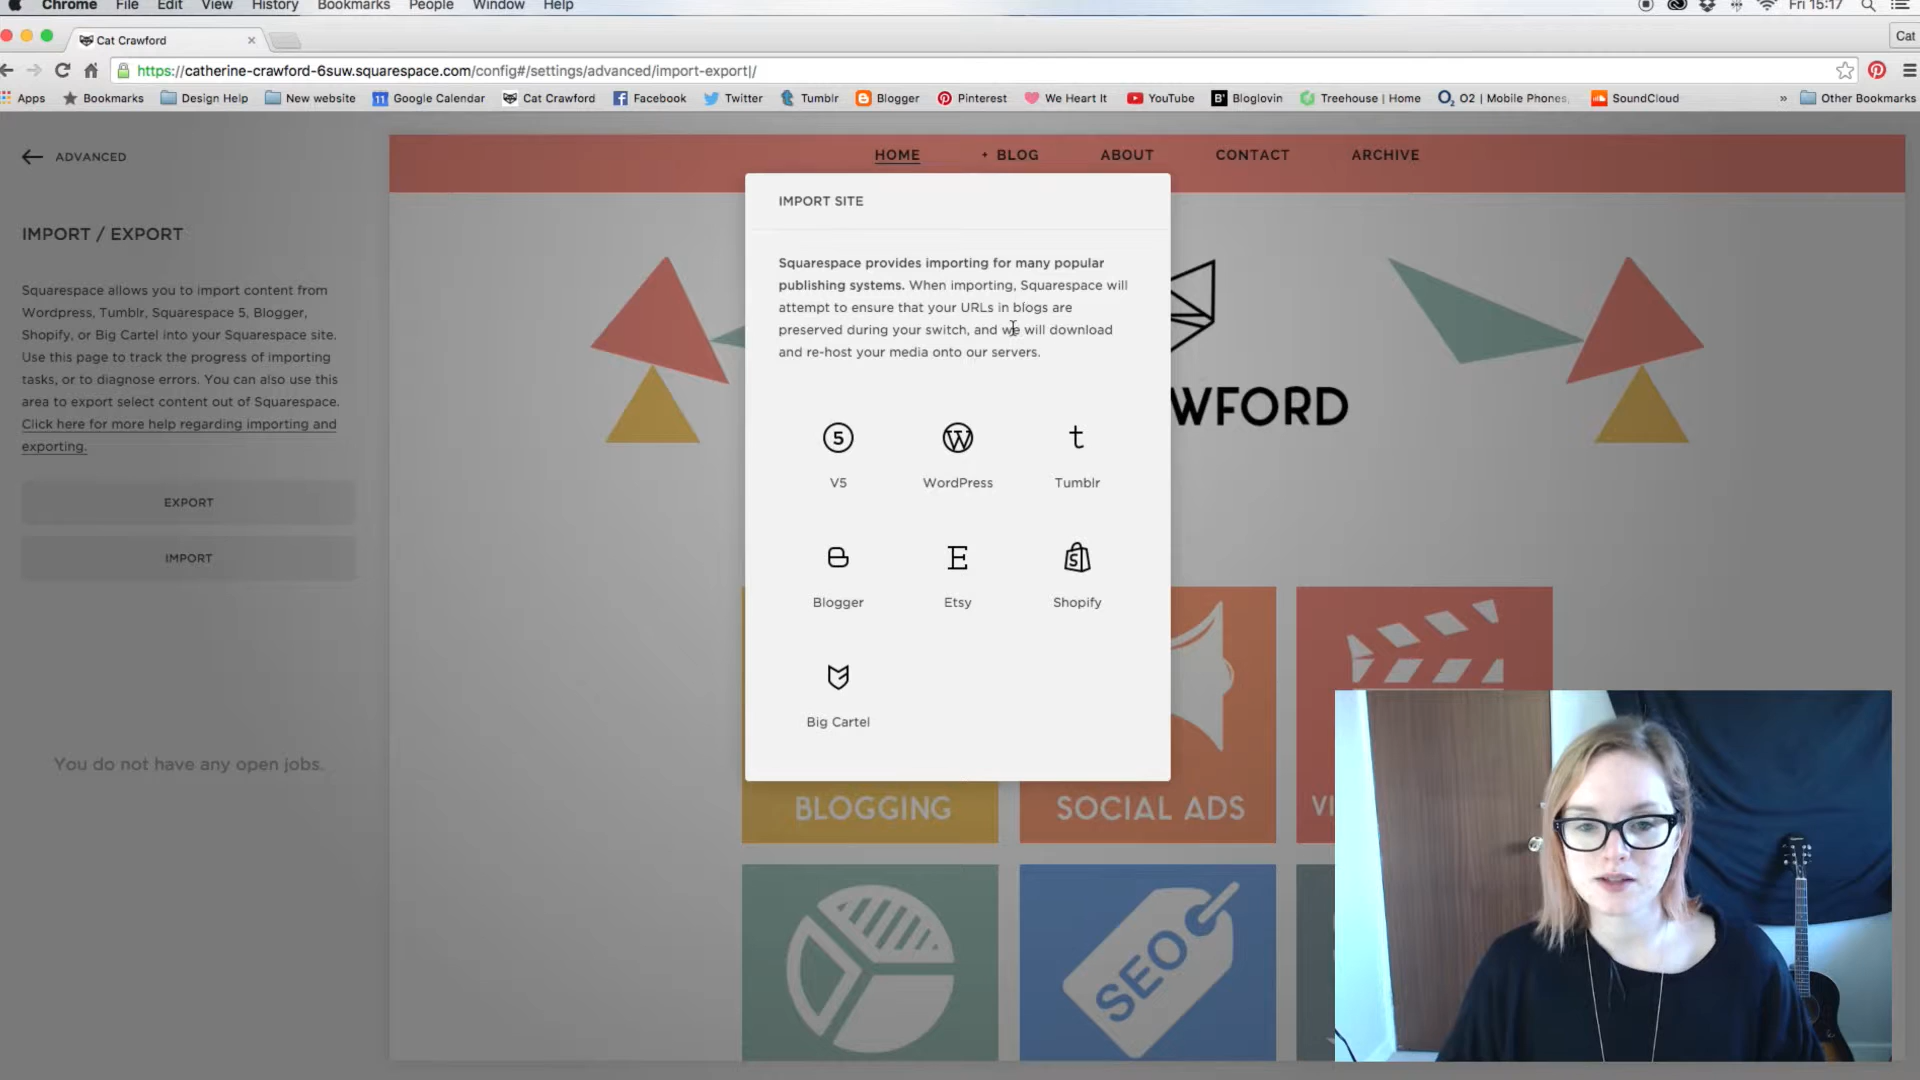 Chrome File Edit View History Bookmarks People Window Help Fri 15:17
Cat Crawford Cat
https://catherine-crawford-6suw.squarespace.com/config#/settings/advanced/import-export|/
Apps Bookmarks Design Help New website Google Calendar Cat Crawford Facebook Twitter Tumblr Blogger Pinterest We Heart It YouTube Bloglovin Treehouse | Home O2 | Mobile Phones, SoundCloud » Other Bookmarks
ADVANCED
HOME + BLOG ABOUT CONTACT ARCHIVE
IMPORT / EXPORT
Squarespace allows you to import content from
Wordpress, Tumblr, Squarespace 5, Blogger,
Shopify, or Big Cartel into your Squarespace site.
Use this page to track the progress of importing
tasks, or to diagnose errors. You can also use this
area to export select content out of Squarespace.
Click here for more help regarding importing and
exporting.
EXPORT
IMPORT
You do not have any open jobs.
IMPORT SITE
Squarespace provides importing for many popular
publishing systems. When importing, Squarespace will
attempt to ensure that your URLs in blogs are
preserved during your switch, and we will download
and re-host your media onto our servers.
5 W t
V5 WordPress Tumblr
E S
Blogger Etsy Shopify
Big Cartel
WFORD
BLOGGING SOCIAL ADS VI
SEO